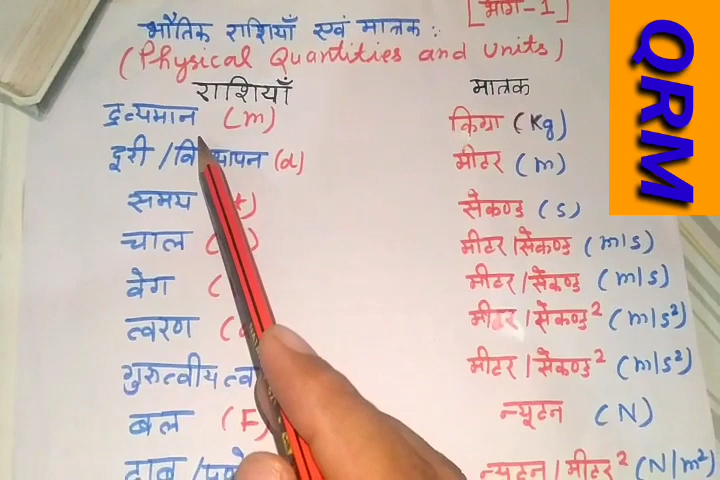 [भाग-1]
भौतिक राशियाँ एवं मात्रक :
(Physical Quantities and Units)
राशियाँ मात्रक
द्रव्यमान (m) किग्रा (Kg)
दूरी / (d) मीटर (m)
समय सेकण्ड (s)
चाल मीटर/सेकण्ड (m/s)
वेग मीटर/सेकण्ड (m/s)
त्वरण मीटर/सेकण्ड² (m/s²)
गुरुत्वीय मीटर/सेकण्ड² (m/s²)
बल (F) न्यूटन (N)
दाब / न्यूटन/मीटर² (N/m²)
QRM